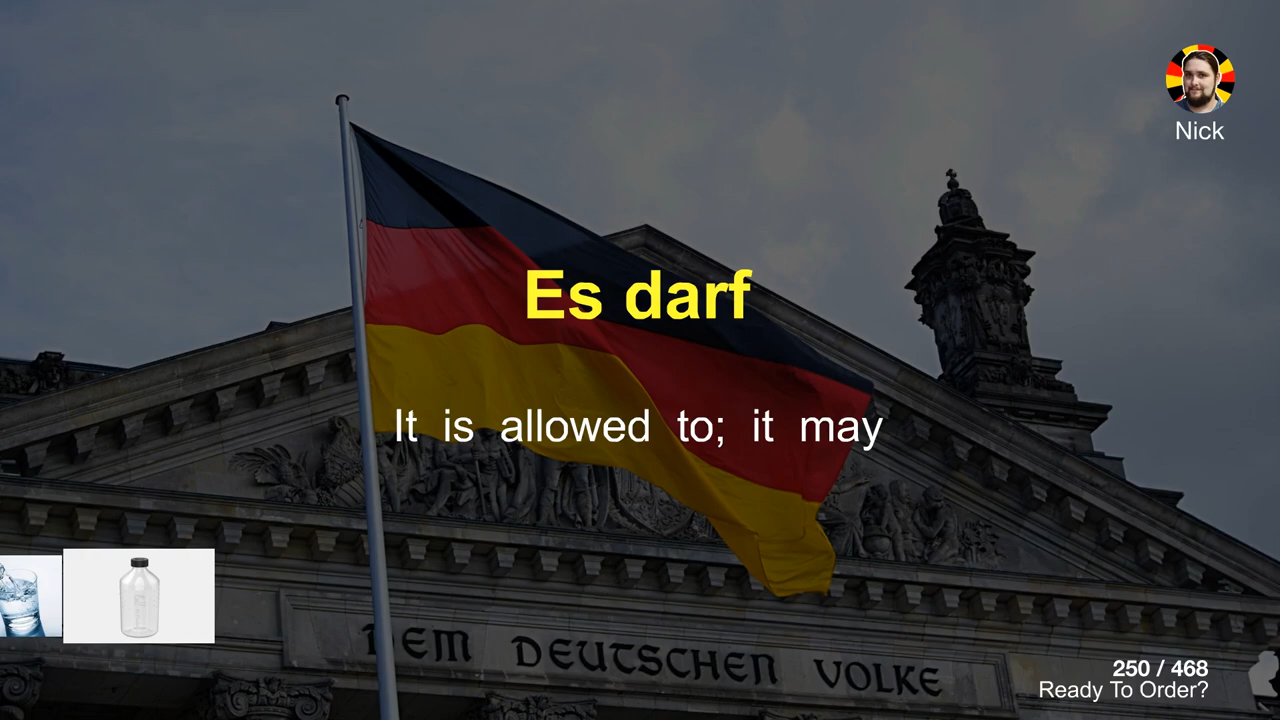 Nick
Es darf
It is allowed to; it may
DEM DEUTSCHEN VOLKE
250 / 468
Ready To Order?